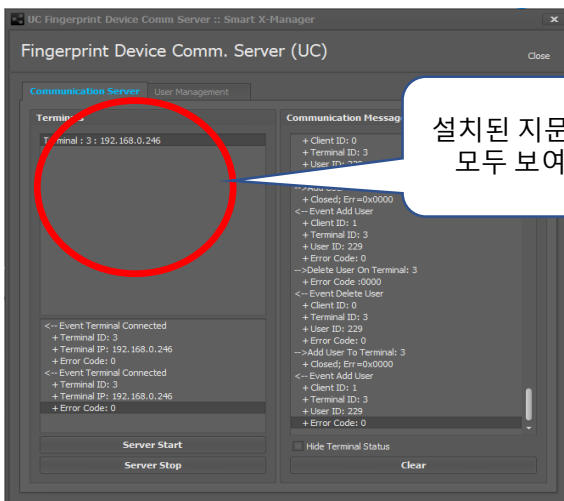 UC Fingerprint Device Comm Server :: Smart X-Manager
Fingerprint Device Comm. Server (UC)
Close
Communication Server
User Management
Terminals
Terminal : 3 : 192.168.0.246
<-- Event Terminal Connected
+ Terminal ID: 3
+ Terminal IP: 192.168.0.246
+ Error Code: 0
<-- Event Terminal Connected
+ Terminal ID: 3
+ Terminal IP: 192.168.0.246
+ Error Code: 0
Server Start
Server Stop
Communication Message
+ Client ID: 0
+ Terminal ID: 3
+ User ID: 229
-->Add User
+ Closed; Err=0x0000
<-- Event Add User
+ Client ID: 1
+ Terminal ID: 3
+ User ID: 229
+ Error Code: 0
-->Delete User On Terminal: 3
+ Error Code :0000
<-- Event Delete User
+ Client ID: 0
+ Terminal ID: 3
+ User ID: 229
+ Error Code: 0
-->Add User To Terminal: 3
+ Closed; Err=0x0000
<-- Event Add User
+ Client ID: 1
+ Terminal ID: 3
+ User ID: 229
+ Error Code: 0
Hide Terminal Status
Clear
설치된 지문
모두 보여